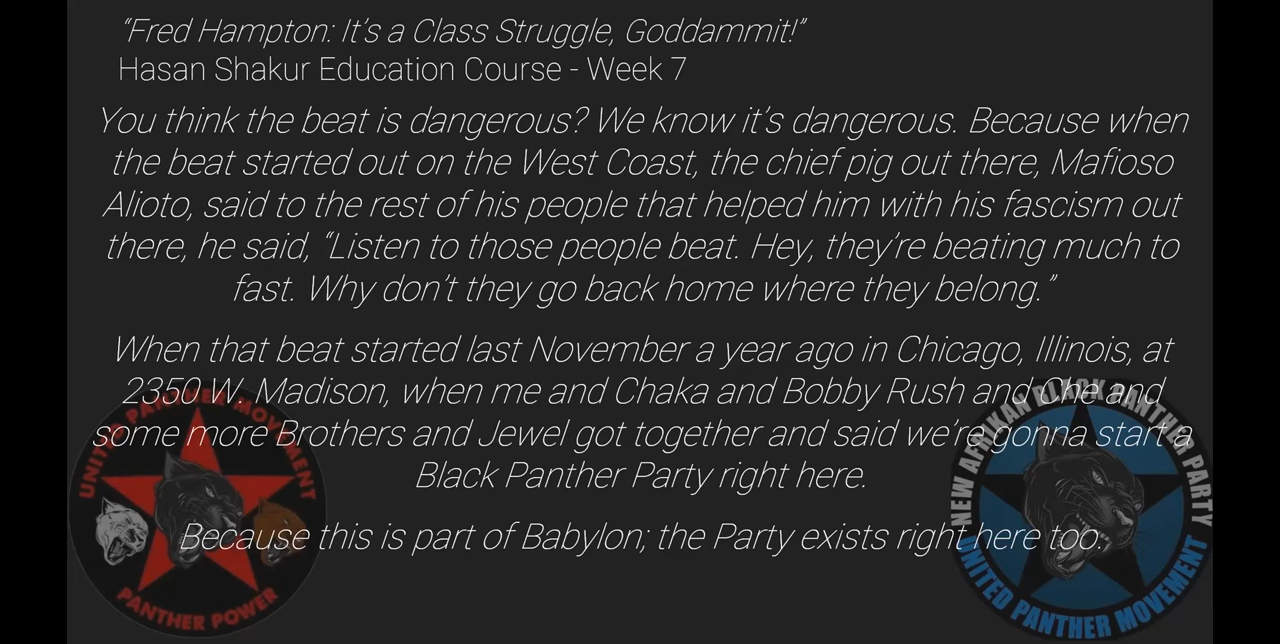 “Fred Hampton: It’s a Class Struggle, Goddammit!”
Hasan Shakur Education Course - Week 7
You think the beat is dangerous? We know it’s dangerous. Because when
the beat started out on the West Coast, the chief pig out there, Mafioso
Alioto, said to the rest of his people that helped him with his fascism out
there, he said, “Listen to those people beat. Hey, they’re beating much to
fast. Why don’t they go back home where they belong.”
When that beat started last November a year ago in Chicago, Illinois, at
2350 W. Madison, when me and Chaka and Bobby Rush and Che and
some more Brothers and Jewel got together and said we’re gonna start a
Black Panther Party right here.
Because this is part of Babylon; the Party exists right here too.
UNITED PANTHER MOVEMENT
PANTHER POWER
NEW AFRIKAN BLACK PANTHER PARTY
UNITED PANTHER MOVEMENT